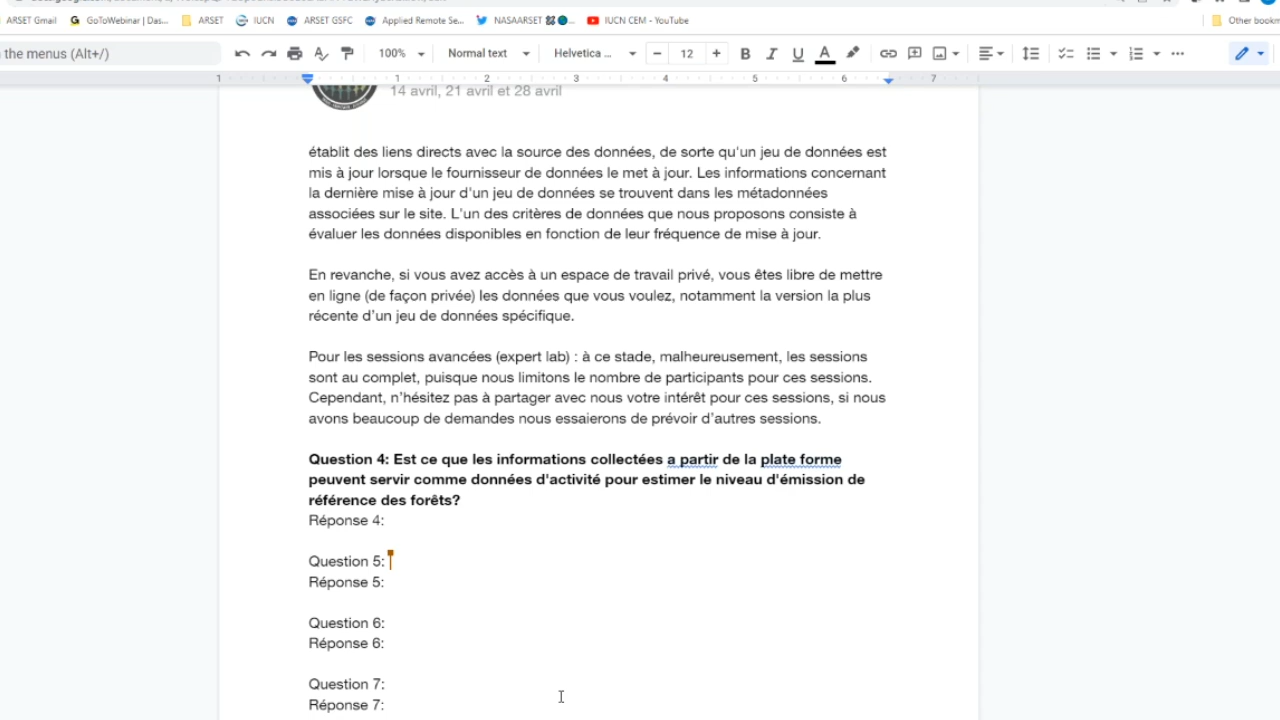 ARSET Gmail GoToWebinar | Das... ARSET IUCN ARSET GSFC Applied Remote Se... NASAARSET IUCN CEM - YouTube Other bookm
the menus (Alt+/) 100% Normal text Helvetica ... 12 B I U A
1 1 2 3 4 5 6 7
14 avril, 21 avril et 28 avril
établit des liens directs avec la source des données, de sorte qu'un jeu de données est
mis à jour lorsque le fournisseur de données le met à jour. Les informations concernant
la dernière mise à jour d'un jeu de données se trouvent dans les métadonnées
associées sur le site. L'un des critères de données que nous proposons consiste à
évaluer les données disponibles en fonction de leur fréquence de mise à jour.
En revanche, si vous avez accès à un espace de travail privé, vous êtes libre de mettre
en ligne (de façon privée) les données que vous voulez, notamment la version la plus
récente d'un jeu de données spécifique.
Pour les sessions avancées (expert lab) : à ce stade, malheureusement, les sessions
sont au complet, puisque nous limitons le nombre de participants pour ces sessions.
Cependant, n'hésitez pas à partager avec nous votre intérêt pour ces sessions, si nous
avons beaucoup de demandes nous essaierons de prévoir d'autres sessions.
Question 4: Est ce que les informations collectées a partir de la plate forme
peuvent servir comme données d'activité pour estimer le niveau d'émission de
référence des forêts?
Réponse 4:
Question 5:
Réponse 5:
Question 6:
Réponse 6:
Question 7:
Réponse 7: